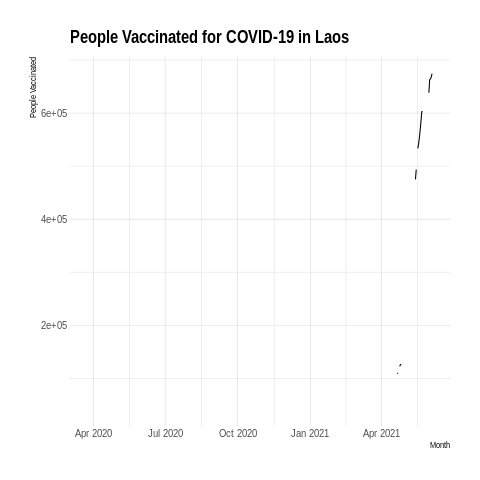 People Vaccinated for COVID-19 in Laos
People Vaccinated
6e+05
4e+05
2e+05
Apr 2020 Jul 2020 Oct 2020 Jan 2021 Apr 2021
Month